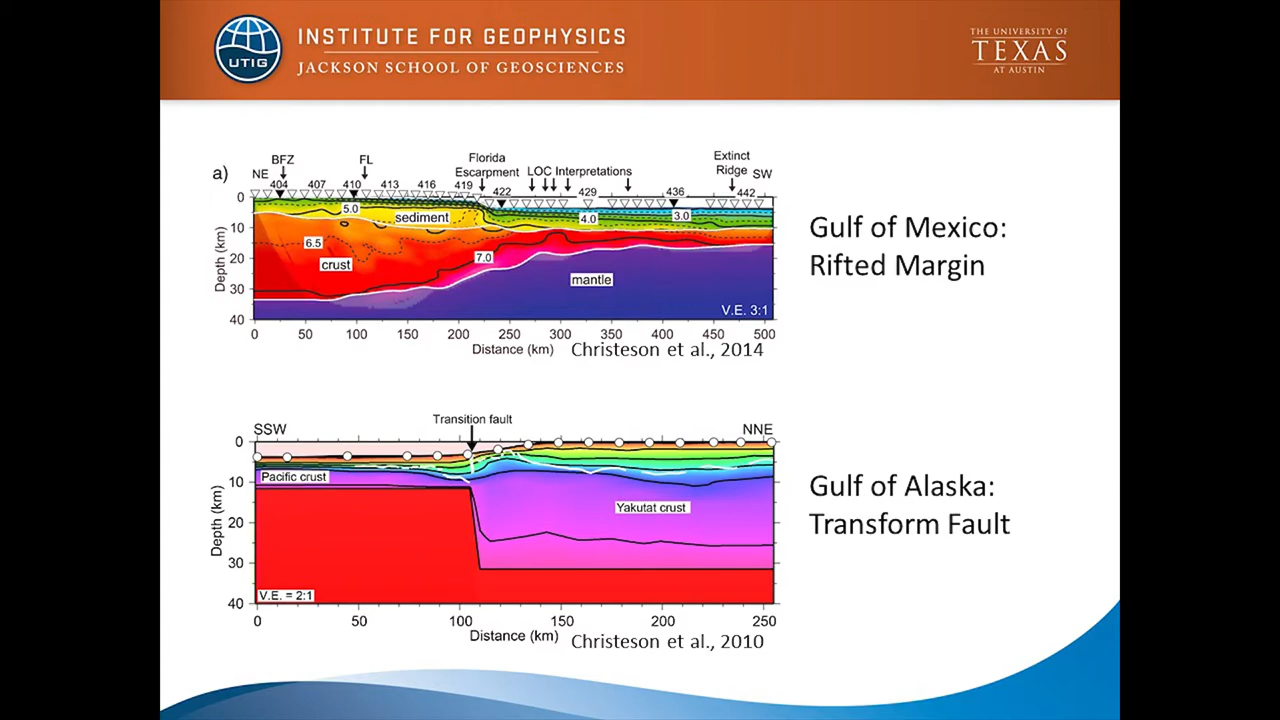 INSTITUTE FOR GEOPHYSICS
JACKSON SCHOOL OF GEOSCIENCES
UTIG
THE UNIVERSITY OF
TEXAS
AT AUSTIN
a)
NE
BFZ
FL
Florida
Escarpment
LOC Interpretations
Extinct
Ridge
SW
404 407 410 413 416 419 422 429 436 442
0
10
20
30
40
Depth (km)
5.0
sediment
4.0
3.0
6.5
crust
7.0
mantle
V.E. 3:1
0 50 100 150 200 250 300 350 400 450 500
Distance (km)
Christeson et al., 2014
Gulf of Mexico:
Rifted Margin
SSW
Transition fault
NNE
0
10
20
30
40
Depth (km)
Pacific crust
Yakutat crust
V.E. = 2:1
0 50 100 150 200 250
Distance (km)
Christeson et al., 2010
Gulf of Alaska:
Transform Fault